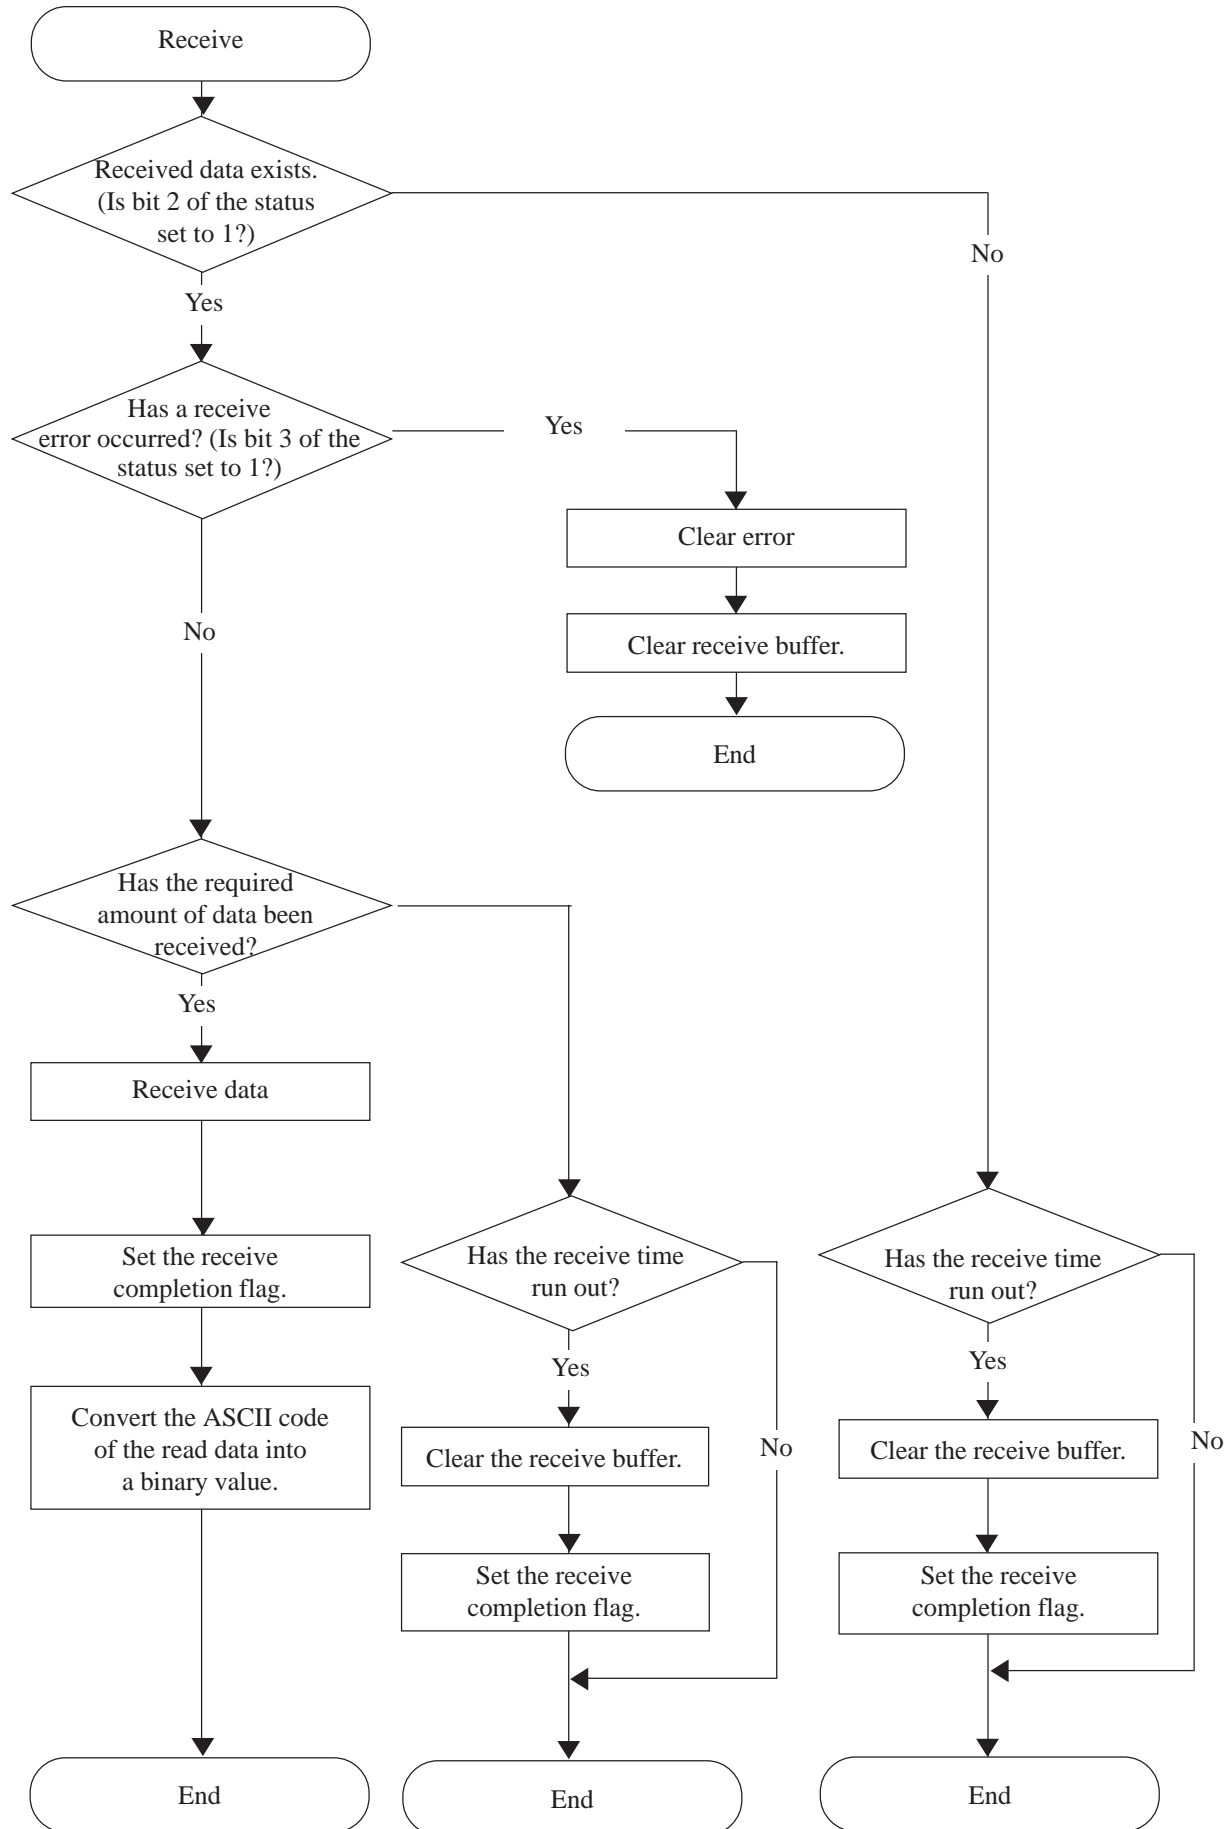 Receive
Received data exists.
(Is bit 2 of the status
set to 1?)
No
Yes
Has a receive
error occurred? (Is bit 3 of the
status set to 1?)
Yes
Clear error
No
Clear receive buffer.
End
Has the required
amount of data been
received?
Yes
Receive data
Set the receive
completion flag.
Has the receive time
run out?
Has the receive time
run out?
Yes
Yes
Convert the ASCII code
of the read data into
a binary value.
Clear the receive buffer.
No
Clear the receive buffer.
No
Set the receive
completion flag.
Set the receive
completion flag.
End
End
End